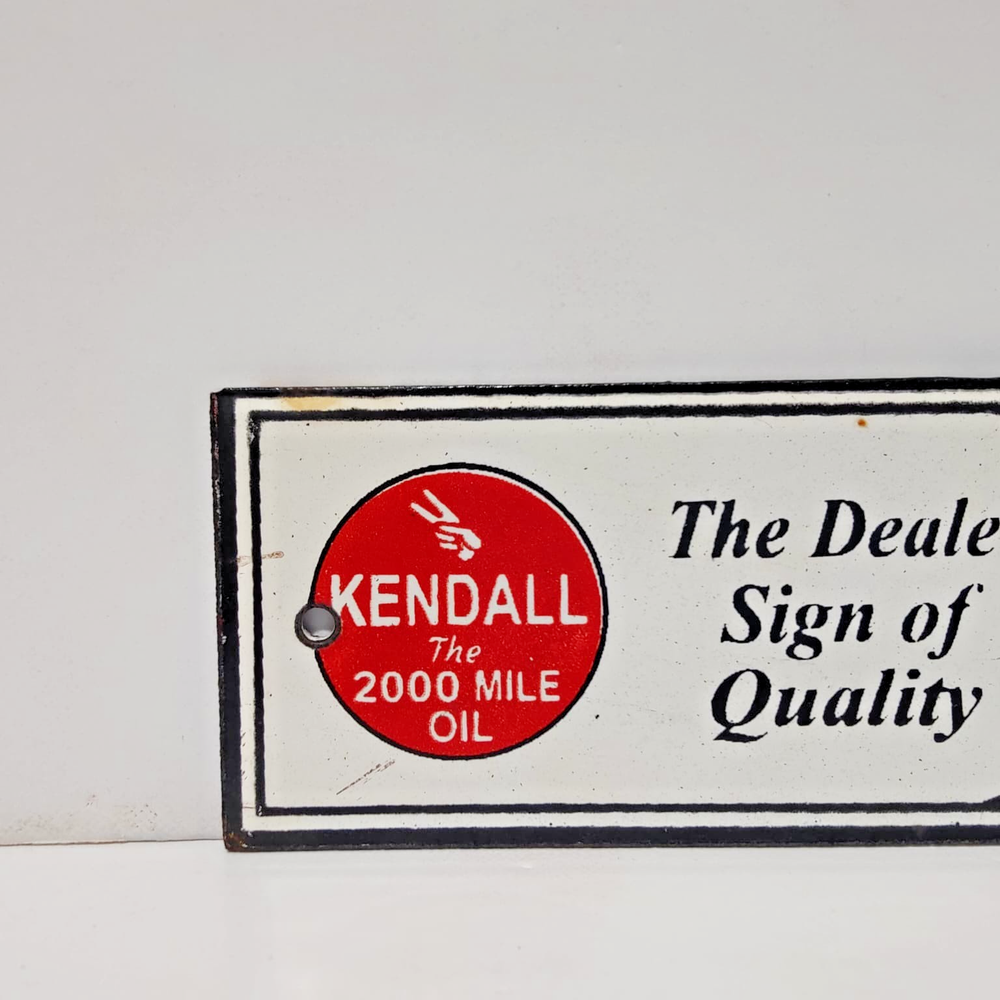 KENDALL
The
2000 MILE
OIL
The Deale
Sign of
Quality